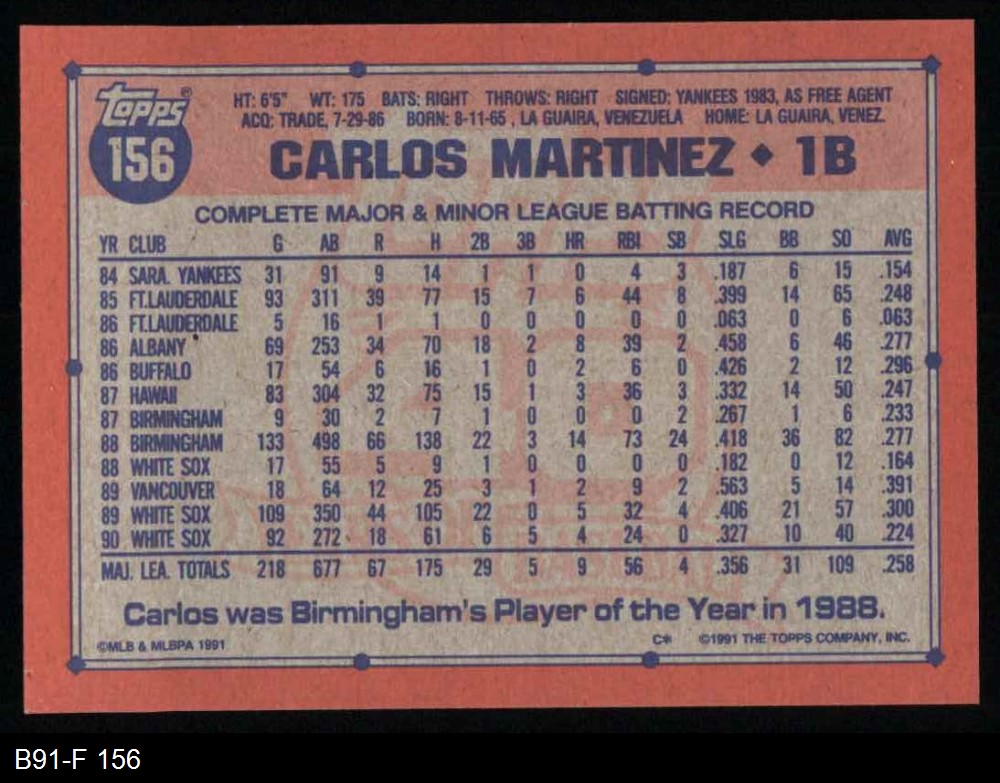 TOPPS®
156
HT: 6'5" WT: 175 BATS: RIGHT THROWS: RIGHT SIGNED: YANKEES 1983, AS FREE AGENT
ACQ: TRADE, 7-29-86 BORN: 8-11-65 , LA GUAIRA, VENEZUELA HOME: LA GUAIRA, VENEZ.
CARLOS MARTINEZ ◆ 1B
COMPLETE MAJOR & MINOR LEAGUE BATTING RECORD
YR CLUB G AB R H 2B 3B HR RBI SB SLG BB SO AVG
84 SARA. YANKEES 31 91 9 14 1 1 0 4 3 .187 6 15 .154
85 FT.LAUDERDALE 93 311 39 77 15 7 6 44 8 .399 14 65 .248
86 FT.LAUDERDALE 5 16 1 1 0 0 0 0 0 .063 0 6 .063
86 ALBANY 69 253 34 70 18 2 8 39 2 .458 6 46 .277
86 BUFFALO 17 54 6 16 1 0 2 6 0 .426 2 12 .296
87 HAWAII 83 304 32 75 15 1 3 36 3 .332 14 50 .247
87 BIRMINGHAM 9 30 2 7 1 0 0 0 2 .267 1 6 .233
88 BIRMINGHAM 133 498 66 138 22 3 14 73 24 .418 36 82 .277
88 WHITE SOX 17 55 5 9 1 0 0 0 0 .182 0 12 .164
89 VANCOUVER 18 64 12 25 3 1 2 9 2 .563 5 14 .391
89 WHITE SOX 109 350 44 105 22 0 5 32 4 .406 21 57 .300
90 WHITE SOX 92 272 18 61 6 5 4 24 0 .327 10 40 .224
MAJ. LEA. TOTALS 218 677 67 175 29 5 9 56 4 .356 31 109 .258
Carlos was Birmingham's Player of the Year in 1988.
©MLB & MLBPA 1991 C* ©1991 THE TOPPS COMPANY, INC.
B91-F 156